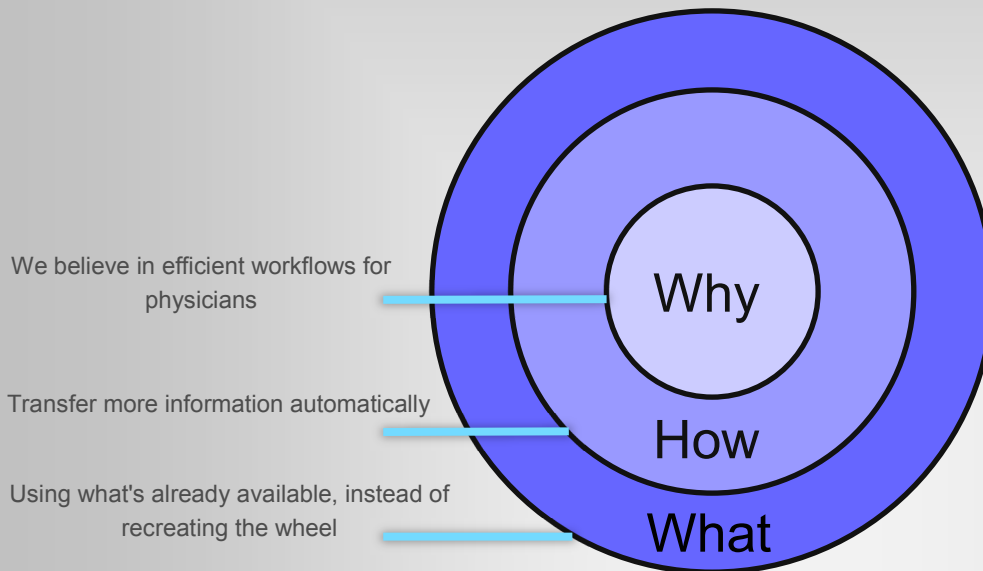 We believe in efficient workflows for
physicians
Why
Transfer more information automatically
How
Using what's already available, instead of
recreating the wheel
What